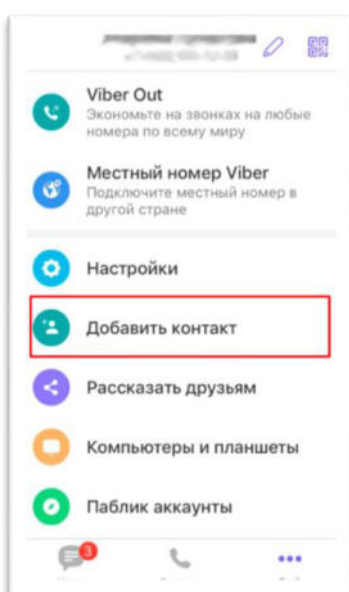 Viber Out
Экономьте на звонках на любые
номера по всему миру
Местный номер Viber
Подключите местный номер в
другой стране
Настройки
Добавить контакт
Рассказать друзьям
Компьютеры и планшеты
Паблик аккаунты
3